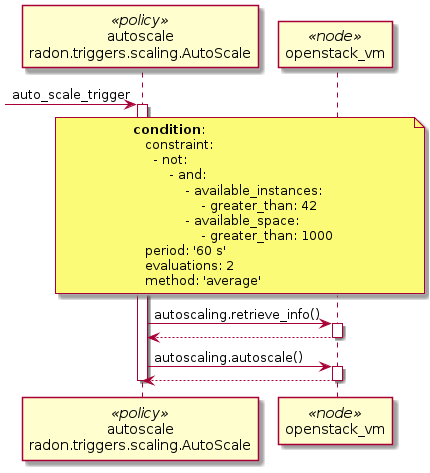 «policy»
autoscale
radon.triggers.scaling.AutoScale
«node»
openstack_vm
auto_scale_trigger
condition:
constraint:
- not:
- and:
- available_instances:
- greater_than: 42
- available_space:
- greater_than: 1000
period: '60 s'
evaluations: 2
method: 'average'
autoscaling.retrieve_info()
autoscaling.autoscale()
«policy»
autoscale
radon.triggers.scaling.AutoScale
«node»
openstack_vm